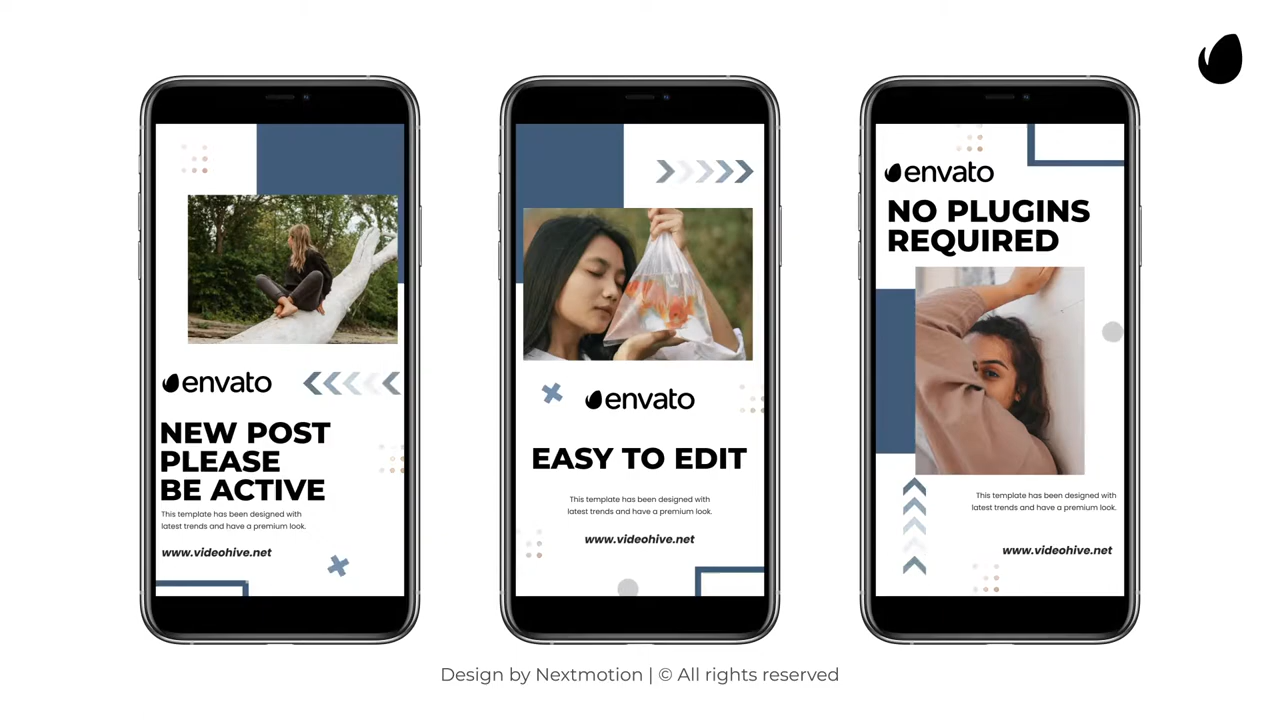 envato
NEW POST
PLEASE
BE ACTIVE
This template has been designed with
latest trends and have a premium look.
www.videohive.net
envato
EASY TO EDIT
This template has been designed with
latest trends and have a premium look.
www.videohive.net
envato
NO PLUGINS
REQUIRED
This template has been designed with
latest trends and have a premium look.
www.videohive.net
Design by Nextmotion | © All rights reserved